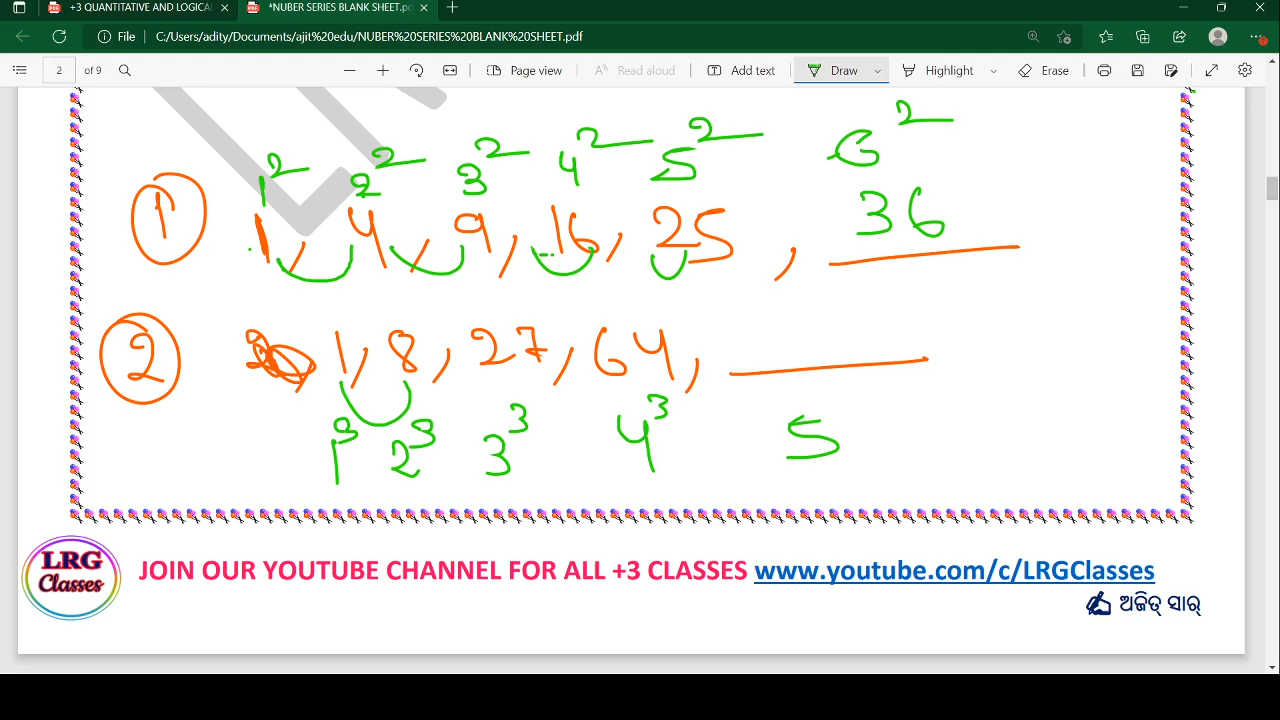 +3 QUANTITATIVE AND LOGICAL
*NUBER SERIES BLANK SHEET.pdf
File C:/Users/adity/Documents/ajit%20edu/NUBER%20SERIES%20BLANK%20SHEET.pdf
2 of 9 Page view Read aloud Add text Draw Highlight Erase
1² 2² 3² 4² 5² 6²
① 1, 4, 9, 16, 25, 36
② 1, 8, 27, 64,
1³ 2³ 3³ 4³ 5
LRG Classes
JOIN OUR YOUTUBE CHANNEL FOR ALL +3 CLASSES www.youtube.com/c/LRGClasses
✍ ଅଜିତ୍ ସାର୍